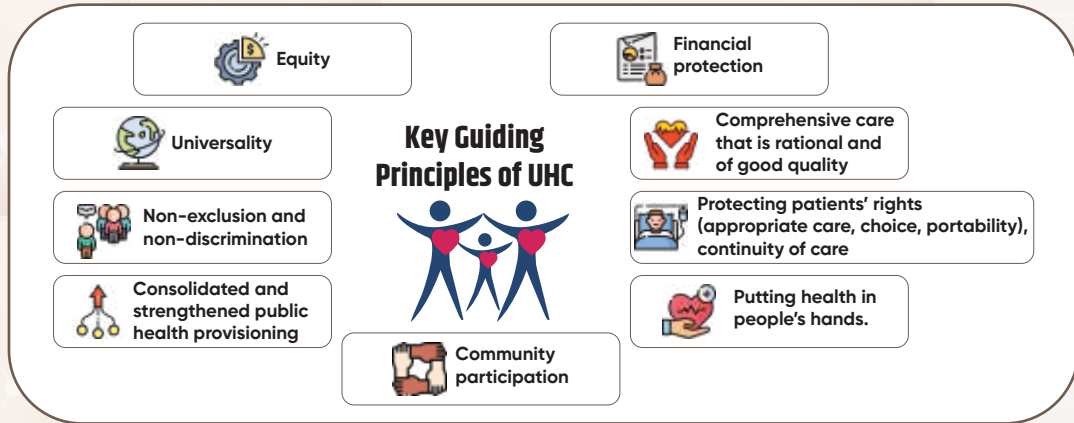 Equity
Financial
protection
Universality
Key Guiding
Principles of UHC
Comprehensive care
that is rational and
of good quality
Non-exclusion and
non-discrimination
Protecting patients’ rights
(appropriate care, choice, portability),
continuity of care
Consolidated and
strengthened public
health provisioning
Putting health in
people’s hands.
Community
participation